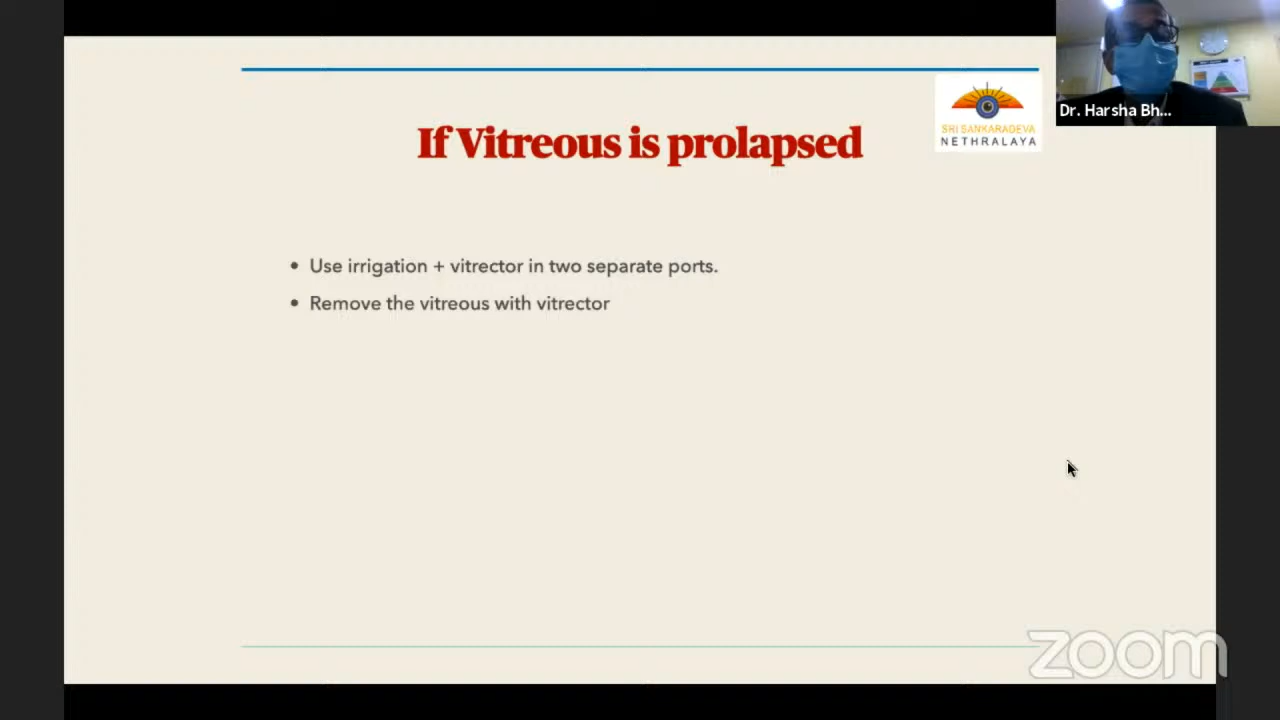 If Vitreous is prolapsed
SRI SANKARADEVA
NETHRALAYA
Dr. Harsha Bh...
• Use irrigation + vitrector in two separate ports.
• Remove the vitreous with vitrector
zoom